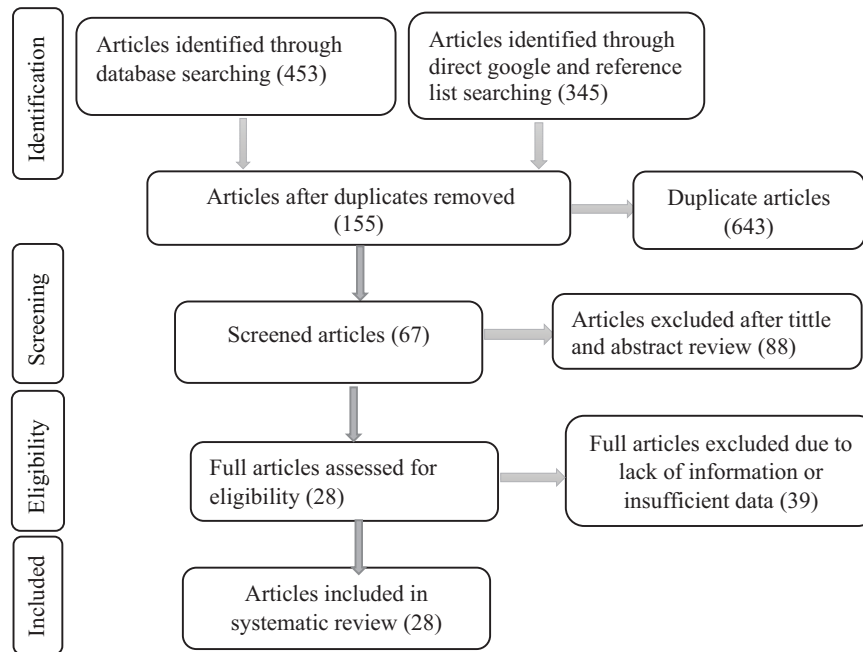 Identification
Articles identified through
database searching (453)
Articles identified through
direct google and reference
list searching (345)
Articles after duplicates removed
(155)
Duplicate articles
(643)
Screening
Screened articles (67)
Articles excluded after tittle
and abstract review (88)
Eligibility
Full articles assessed for
eligibility (28)
Full articles excluded due to
lack of information or
insufficient data (39)
Included
Articles included in
systematic review (28)